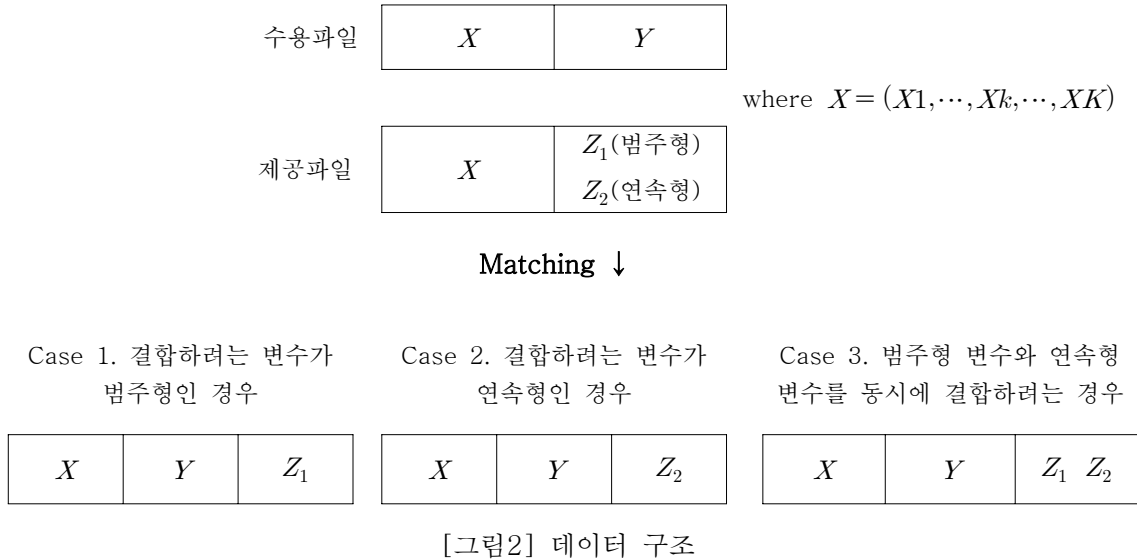 수용파일 X Y
where X = (X1,⋯,Xk,⋯,XK)
제공파일 X Z₁(범주형)
Z₂(연속형)
Matching ↓
Case 1. 결합하려는 변수가
범주형인 경우
Case 2. 결합하려는 변수가
연속형인 경우
Case 3. 범주형 변수와 연속형
변수를 동시에 결합하려는 경우
X Y Z₁
X Y Z₂
X Y Z₁ Z₂
[그림2] 데이터 구조